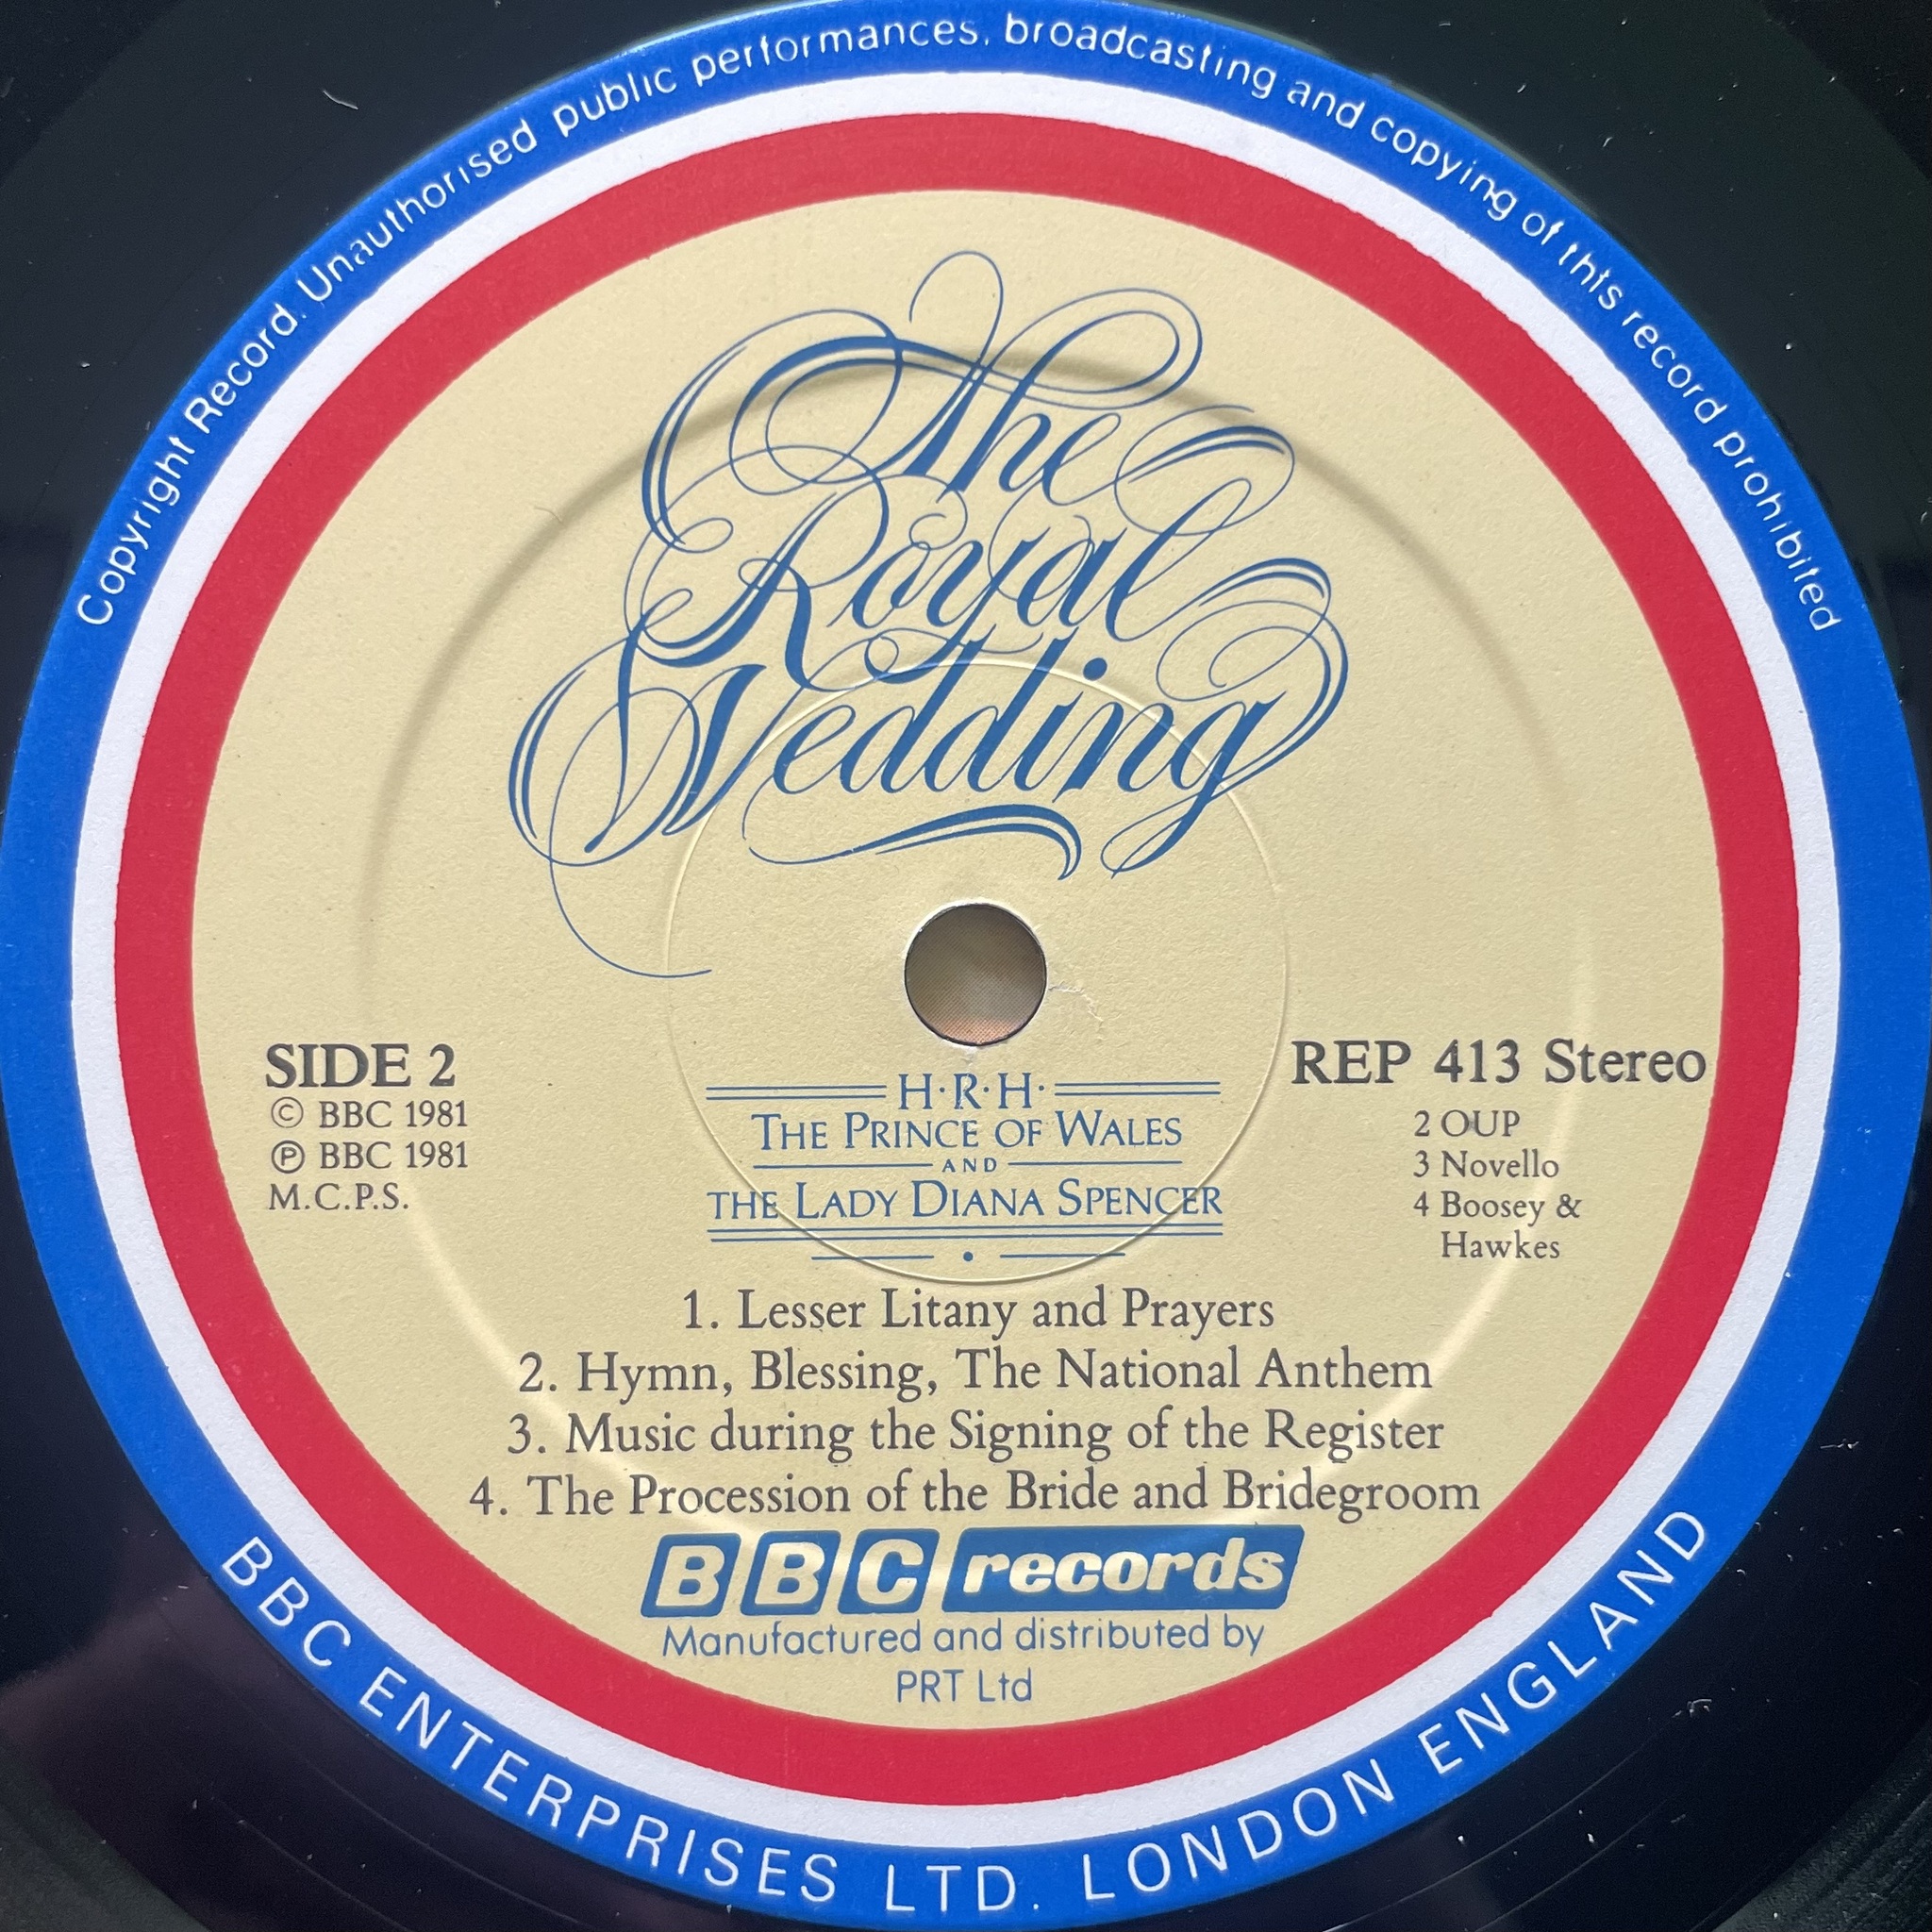 Copyright Record. Unauthorised public performances, broadcasting and copying of this record prohibited
The
Royal
Wedding
SIDE 2
© BBC 1981
℗ BBC 1981
M.C.P.S.
REP 413 Stereo
2 OUP
3 Novello
4 Boosey &
Hawkes
H·R·H·
THE PRINCE OF WALES
AND
THE LADY DIANA SPENCER
1. Lesser Litany and Prayers
2. Hymn, Blessing, The National Anthem
3. Music during the Signing of the Register
4. The Procession of the Bride and Bridegroom
BBC records
Manufactured and distributed by
PRT Ltd
BBC ENTERPRISES LTD. LONDON ENGLAND